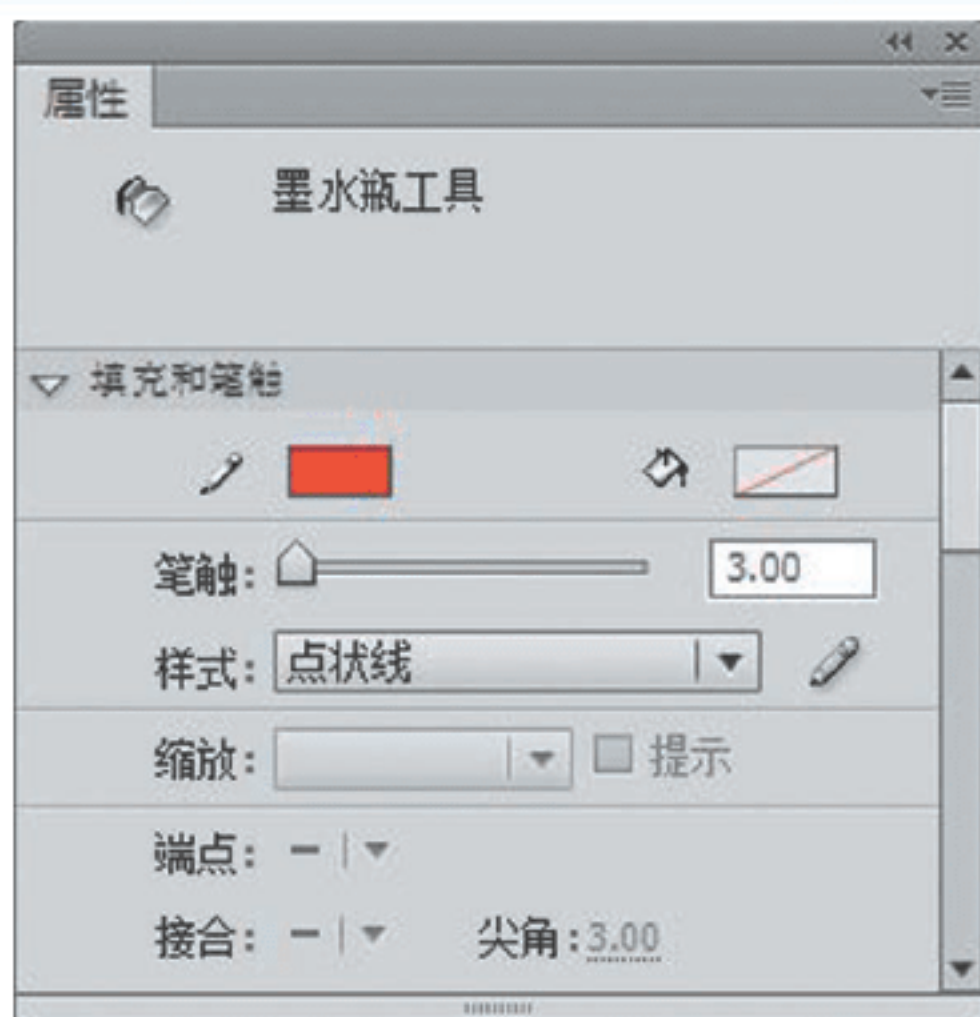 属性
墨水瓶工具
填充和笔触
笔触: 3.00
样式: 点状线
缩放: 提示
端点:
接合: 尖角: 3.00